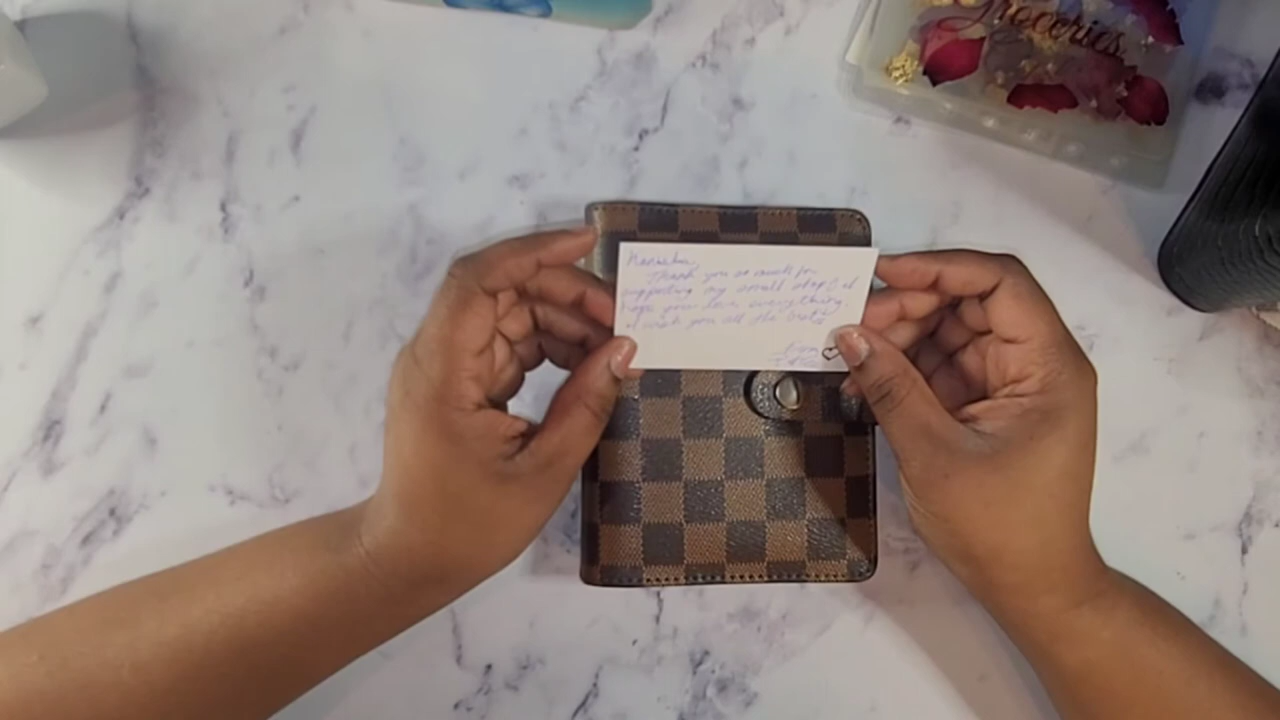 Groceries
Thank you so much for
supporting my small shop! I
hope you love everything.
I wish you all the best!